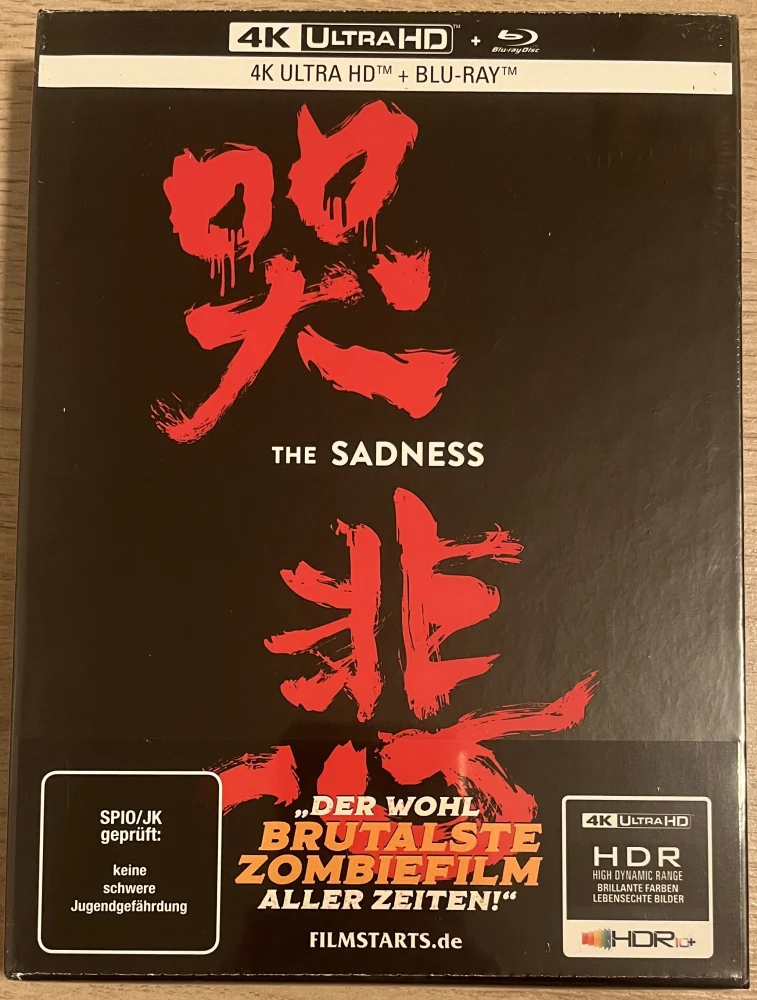 4K ULTRA HD™ + Blu-ray Disc
4K ULTRA HD™ + BLU-RAY™
哭
THE SADNESS
悲
SPIO/JK
geprüft:
keine
schwere
Jugendgefährdung
„DER WOHL
BRUTALSTE
ZOMBIEFILM
ALLER ZEITEN!“
FILMSTARTS.de
4K ULTRA HD™
HDR
HIGH DYNAMIC RANGE
BRILLANTE FARBEN
LEBENSECHTE BILDER
HDR10+